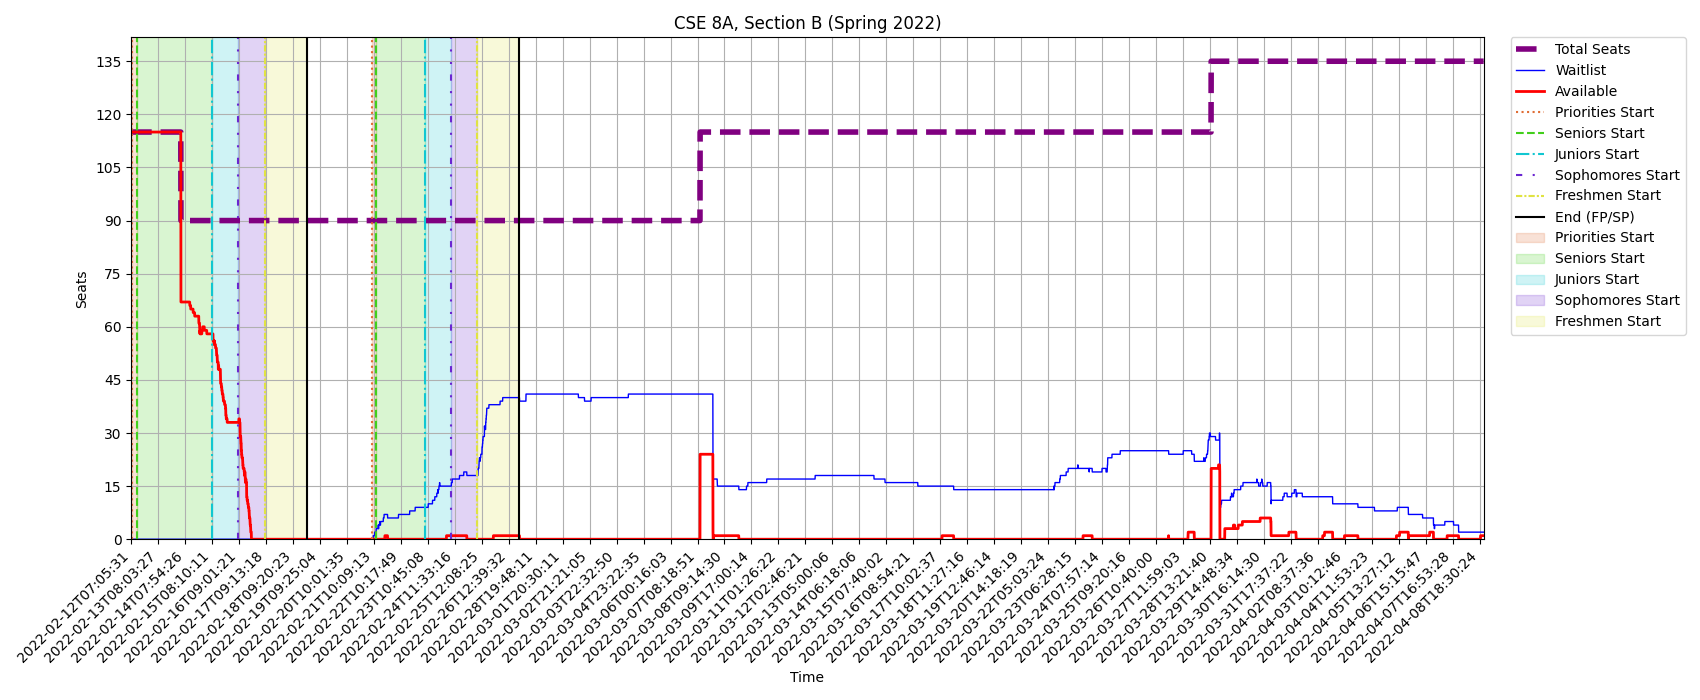 CSE 8A, Section B (Spring 2022)
Seats
135
120
105
90
75
60
45
30
15
0
2022-02-12T7:05:31
2022-02-13T08:03:27
2022-02-14T07:54:26
2022-02-15T08:10:11
2022-02-16T09:01:21
2022-02-17T09:13:18
2022-02-18T09:20:23
2022-02-19T09:25:04
2022-02-20T10:01:35
2022-02-21T10:09:13
2022-02-22T10:17:49
2022-02-23T10:45:08
2022-02-24T11:33:16
2022-02-25T12:08:25
2022-02-26T12:39:32
2022-02-28T19:48:11
2022-03-01T20:30:11
2022-03-02T21:21:05
2022-03-03T22:32:50
2022-03-04T23:22:35
2022-03-06T00:16:03
2022-03-07T08:18:51
2022-03-08T09:14:30
2022-03-09T17:00:14
2022-03-11T01:26:22
2022-03-12T02:46:21
2022-03-13T05:00:06
2022-03-14T06:18:06
2022-03-15T07:40:02
2022-03-16T08:54:21
2022-03-17T10:02:37
2022-03-18T11:27:16
2022-03-19T12:46:14
2022-03-20T14:18:19
2022-03-22T05:03:24
2022-03-23T06:28:15
2022-03-24T07:57:14
2022-03-25T09:20:16
2022-03-26T10:40:00
2022-03-27T11:59:03
2022-03-28T13:21:40
2022-03-29T14:48:34
2022-03-30T16:14:30
2022-03-31T17:37:22
2022-04-02T08:37:36
2022-04-03T10:12:46
2022-04-04T11:53:23
2022-04-05T13:27:12
2022-04-06T15:15:47
2022-04-07T16:53:28
2022-04-08T18:30:24
Time
Total Seats
Waitlist
Available
Priorities Start
Seniors Start
Juniors Start
Sophomores Start
Freshmen Start
End (FP/SP)
Priorities Start
Seniors Start
Juniors Start
Sophomores Start
Freshmen Start